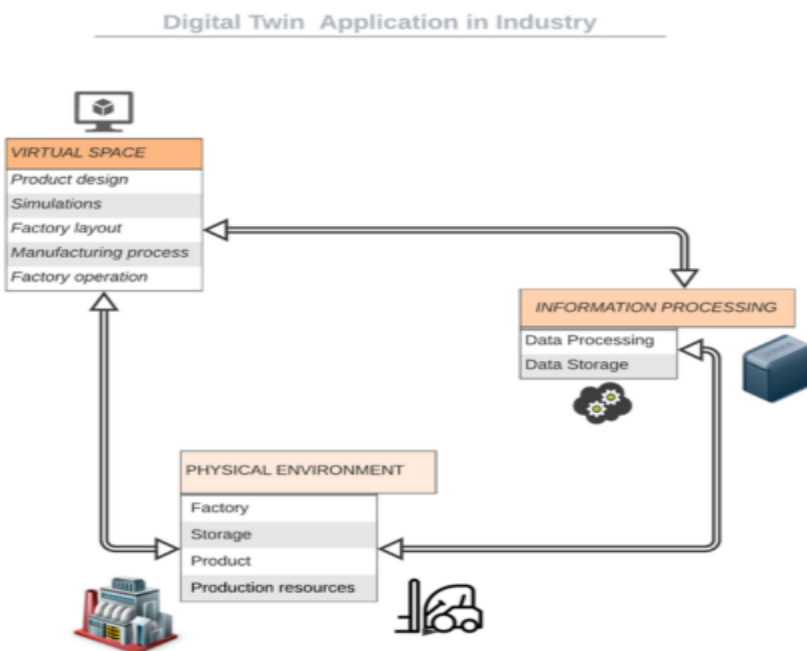 Digital Twin Application in Industry
VIRTUAL SPACE
Product design
Simulations
Factory layout
Manufacturing process
Factory operation
INFORMATION PROCESSING
Data Processing
Data Storage
PHYSICAL ENVIRONMENT
Factory
Storage
Product
Production resources